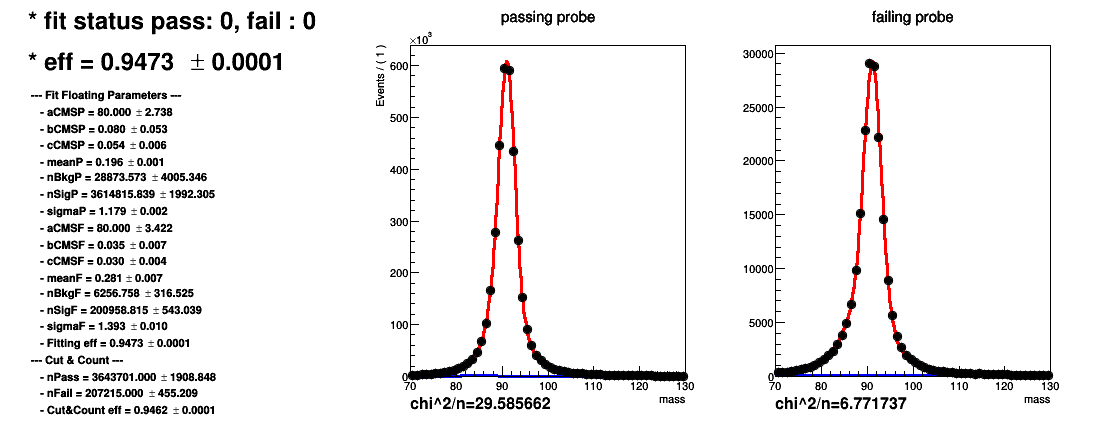 * fit status pass: 0, fail : 0
* eff = 0.9473 ± 0.0001
--- Fit Floating Parameters ---
- aCMSP = 80.000 ± 2.738
- bCMSP = 0.080 ± 0.053
- cCMSP = 0.054 ± 0.006
- meanP = 0.196 ± 0.001
- nBkgP = 28873.573 ± 4005.346
- nSigP = 3614815.839 ± 1992.305
- sigmaP = 1.179 ± 0.002
- aCMSF = 80.000 ± 3.422
- bCMSF = 0.035 ± 0.007
- cCMSF = 0.030 ± 0.004
- meanF = 0.281 ± 0.007
- nBkgF = 6256.758 ± 316.525
- nSigF = 200958.815 ± 543.039
- sigmaF = 1.393 ± 0.010
- Fitting eff = 0.9473 ± 0.0001
--- Cut & Count ---
- nPass = 3643701.000 ± 1908.848
- nFail = 207215.000 ± 455.209
- Cut&Count eff = 0.9462 ± 0.0001
passing probe
×10³
Events / ( 1 )
600
500
400
300
200
100
0
70 80 90 100 110 120 130
mass
chi^2/n=29.585662
failing probe
30000
25000
20000
15000
10000
5000
0
70 80 90 100 110 120 130
mass
chi^2/n=6.771737